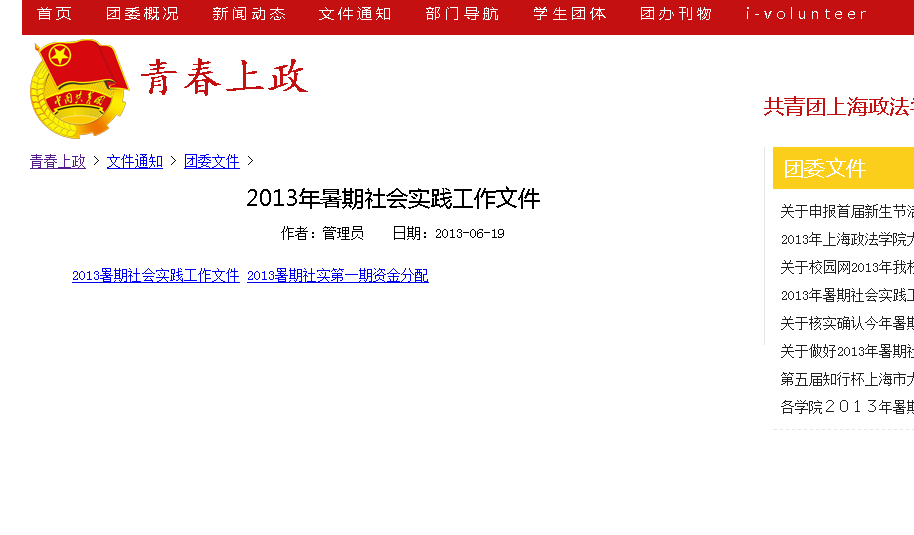 首页 团委概况 新闻动态 文件通知 部门导航 学生团体 团办刊物 i-volunteer
中国共青团
青春上政
共青团上海政法
青春上政 > 文件通知 > 团委文件 >
2013年暑期社会实践工作文件
作者：管理员 日期：2013-06-19
2013暑期社会实践工作文件 2013暑期社实第一期资金分配
团委文件
关于申报首届新生节活
2013年上海政法学院大
关于校园网2013年我校
2013年暑期社会实践工
关于核实确认今年暑期
关于做好2013年暑期社
第五届知行杯上海市大
各学院２０１３年暑期